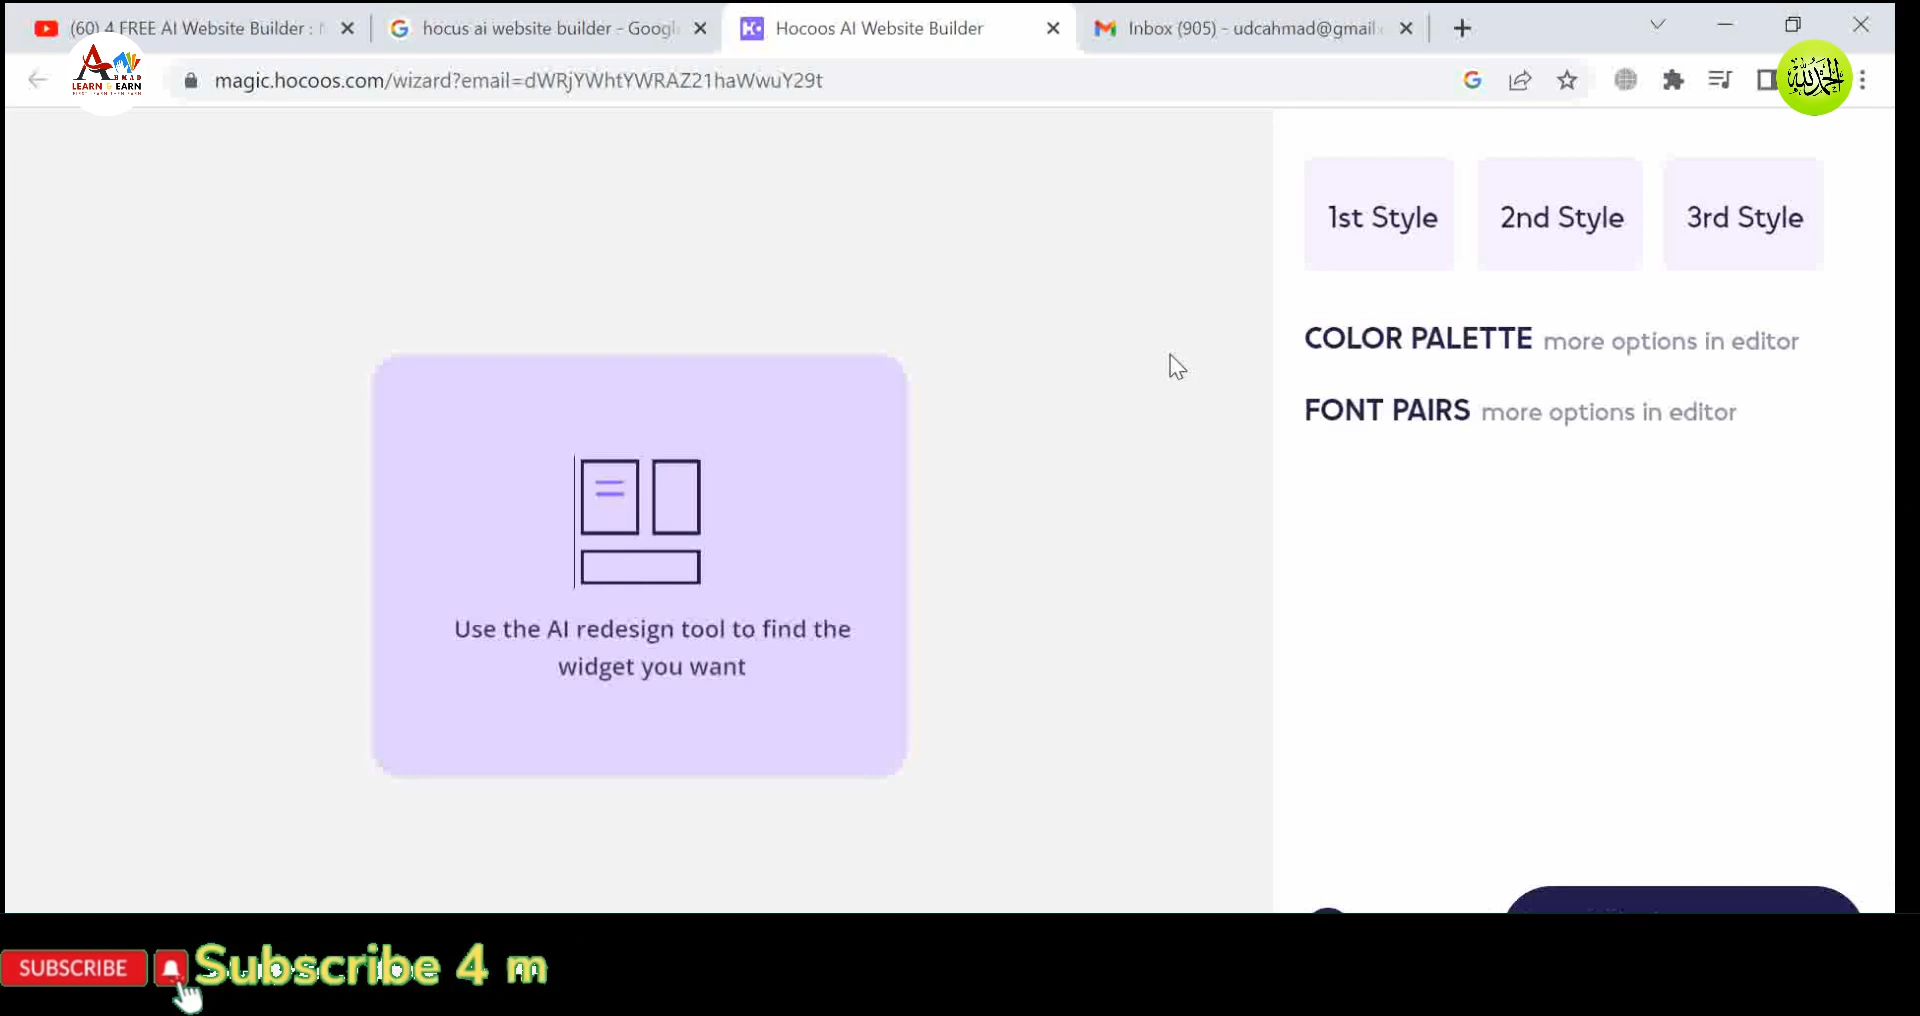 (60) 4 FREE AI Website Builder :
hocus ai website builder - Googl
Hocoos AI Website Builder
Inbox (905) - udcahmad@gmail.
magic.hocoos.com/wizard?email=dWRjYWhtYWRAZ21haWwuY29t
LEARN & EARN
الحمدلله
1st Style
2nd Style
3rd Style
COLOR PALETTE more options in editor
FONT PAIRS more options in editor
Use the AI redesign tool to find the
widget you want
SUBSCRIBE
Subscribe 4 m